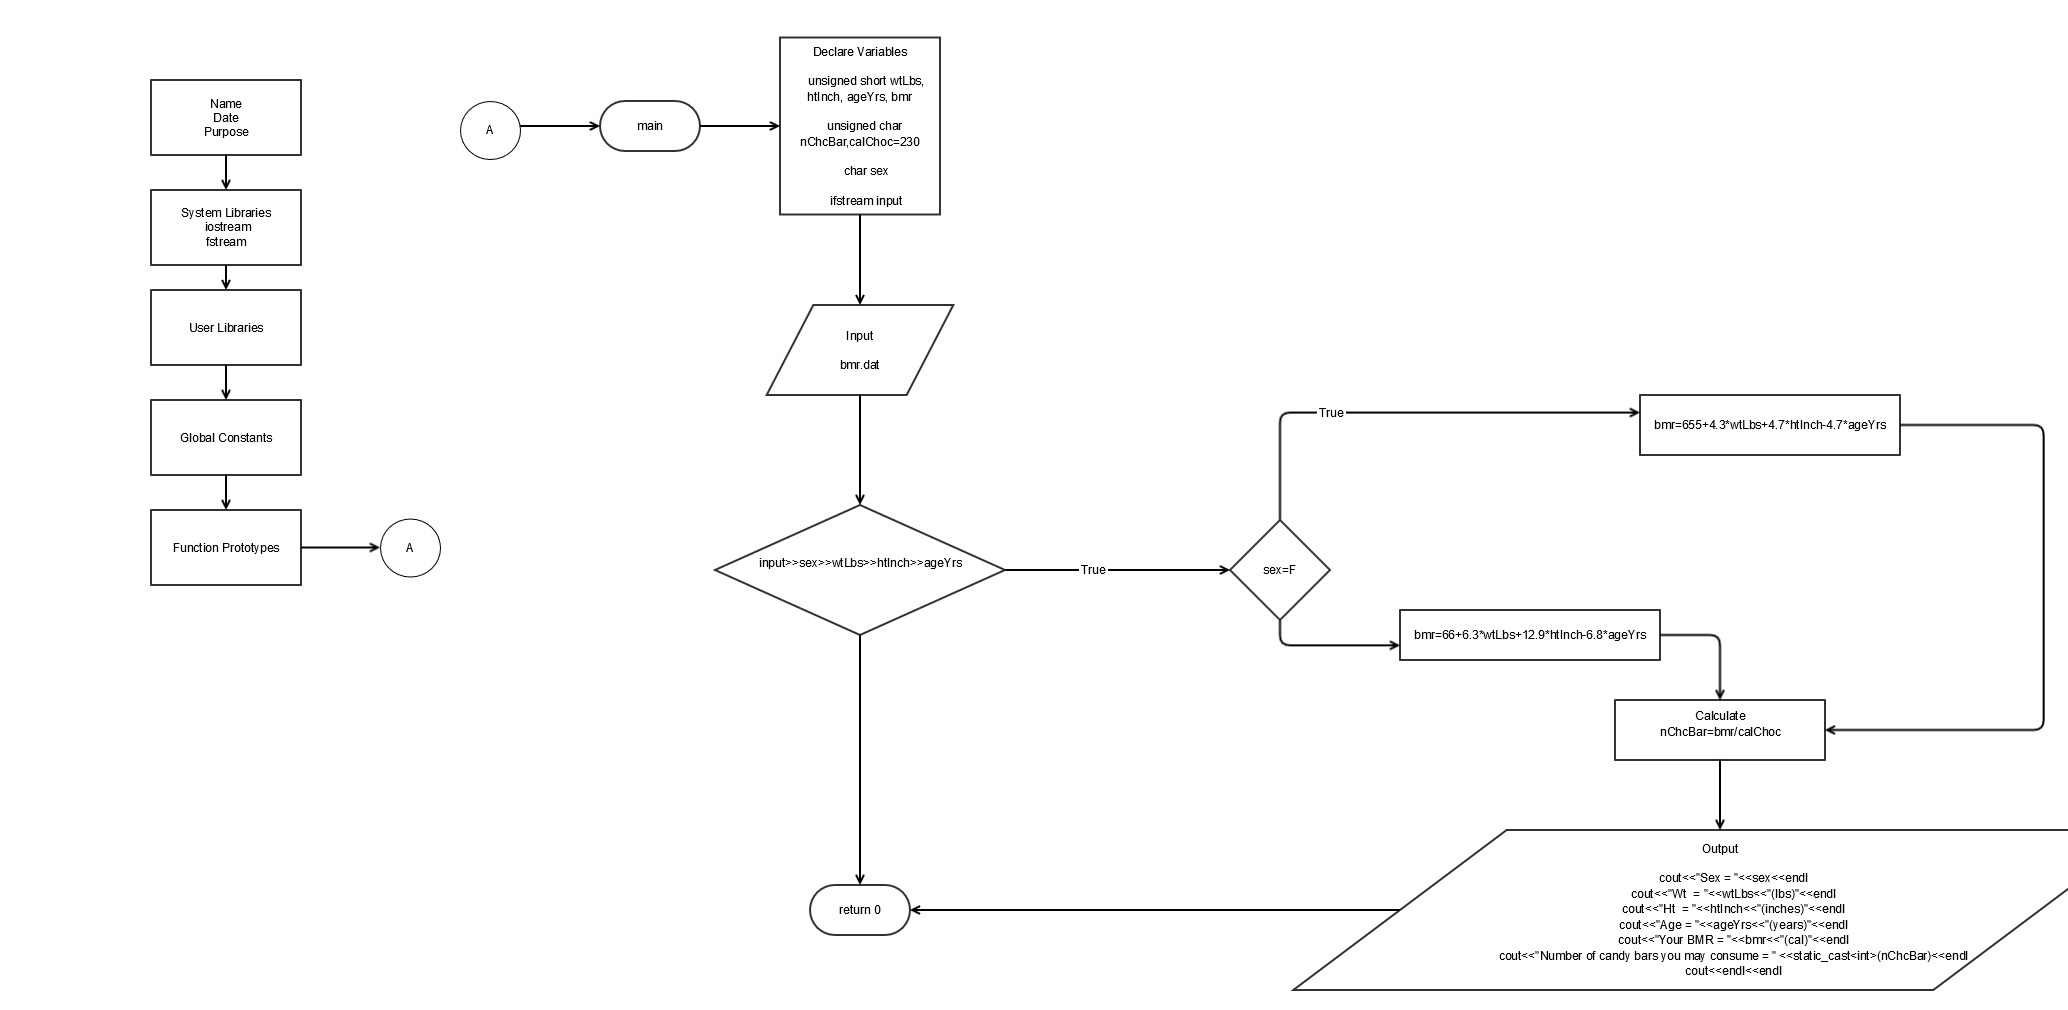 Name
Date
Purpose
System Libraries
iostream
fstream
User Libraries
Global Constants
Function Prototypes
A
A
main
Declare Variables
unsigned short wtLbs,
htInch, ageYrs, bmr
unsigned char
nChcBar,calChoc=230
char sex
ifstream input
Input
bmr.dat
input>>sex>>wtLbs>>htInch>>ageYrs
True
sex=F
True
bmr=655+4.3*wtLbs+4.7*htInch-4.7*ageYrs
bmr=66+6.3*wtLbs+12.9*htInch-6.8*ageYrs
Calculate
nChcBar=bmr/calChoc
Output
cout<<"Sex = "<<sex<<endl
cout<<"Wt  = "<<wtLbs<<"(lbs)"<<endl
cout<<"Ht  = "<<htInch<<"(inches)"<<endl
cout<<"Age = "<<ageYrs<<"(years)"<<endl
cout<<"Your BMR = "<<bmr<<"(cal)"<<endl
cout<<"Number of candy bars you may consume = " <<static_cast<int>(nChcBar)<<endl
cout<<endl<<endl
return 0